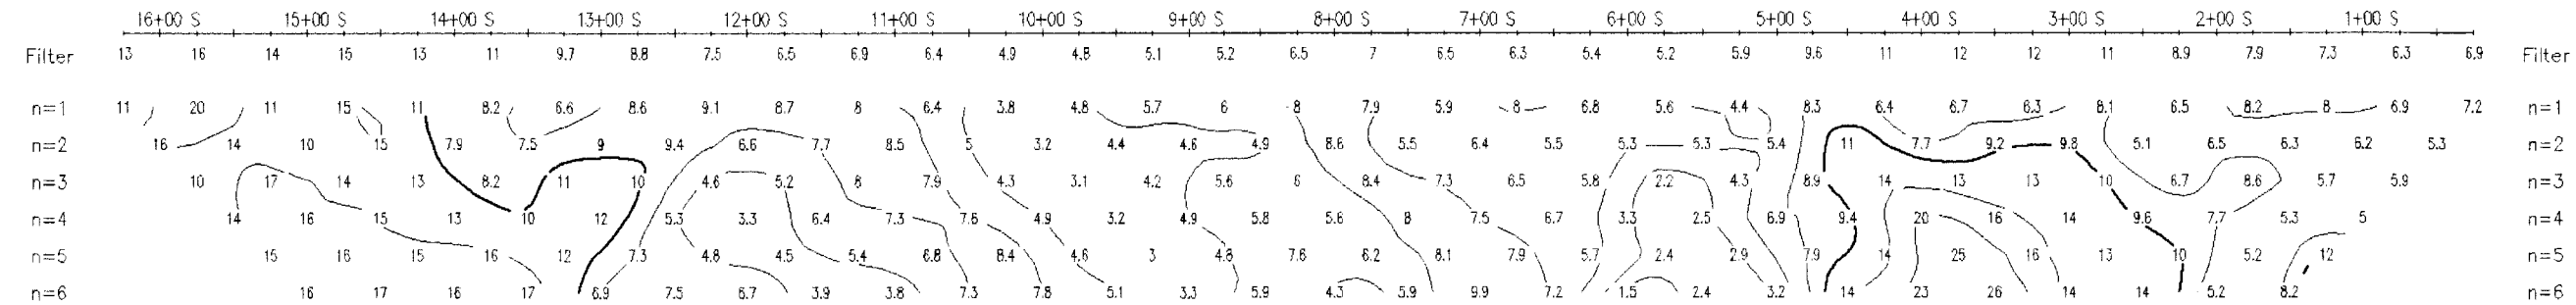 16+00 S 15+00 S 14+00 S 13+00 S 12+00 S 11+00 S 10+00 S 9+00 S 8+00 S 7+00 S 6+00 S 5+00 S 4+00 S 3+00 S 2+00 S 1+00 S
Filter 13 16 14 15 13 11 9.7 8.8 7.5 6.5 6.9 6.4 4.9 4.8 5.1 5.2 6.5 7 6.5 6.3 5.4 5.2 5.9 9.6 11 12 12 11 8.9 7.9 7.3 6.3 6.9 Filter
n=1 11 20 11 15 11 8.2 6.6 8.6 9.1 8.7 8 6.4 3.8 4.8 5.7 6 8 7.9 5.9 8 6.8 5.6 4.4 8.3 6.4 6.7 6.3 8.1 6.5 8.2 8 6.9 7.2 n=1
n=2 16 14 10 15 7.9 7.5 9 9.4 6.6 7.7 8.5 5 3.2 4.4 4.6 4.9 8.6 5.5 6.4 5.5 5.3 5.3 5.4 11 7.7 9.2 9.8 5.1 6.5 6.3 6.2 5.3 n=2
n=3 10 17 14 13 8.2 11 10 4.6 5.2 8 7.9 4.3 3.1 4.2 5.6 6 8.4 7.3 6.5 5.8 2.2 4.3 8.9 14 13 13 10 6.7 8.6 5.7 5.9 n=3
n=4 14 16 15 13 10 12 5.3 3.3 6.4 7.3 7.6 4.9 3.2 4.9 5.8 5.6 8 7.5 6.7 3.3 2.5 6.9 9.4 20 16 14 9.6 7.7 5.3 5 n=4
n=5 15 16 15 16 12 7.3 4.8 4.5 5.4 6.8 8.4 4.6 3 4.8 7.6 6.2 8.1 7.9 5.7 2.4 2.9 7.9 14 25 16 13 10 5.2 12 n=5
n=6 16 17 16 17 6.9 7.5 6.7 3.9 3.8 7.3 7.8 5.1 3.3 5.9 4.3 5.9 9.9 7.2 1.5 2.4 3.2 14 23 26 14 14 5.2 8.2 n=6